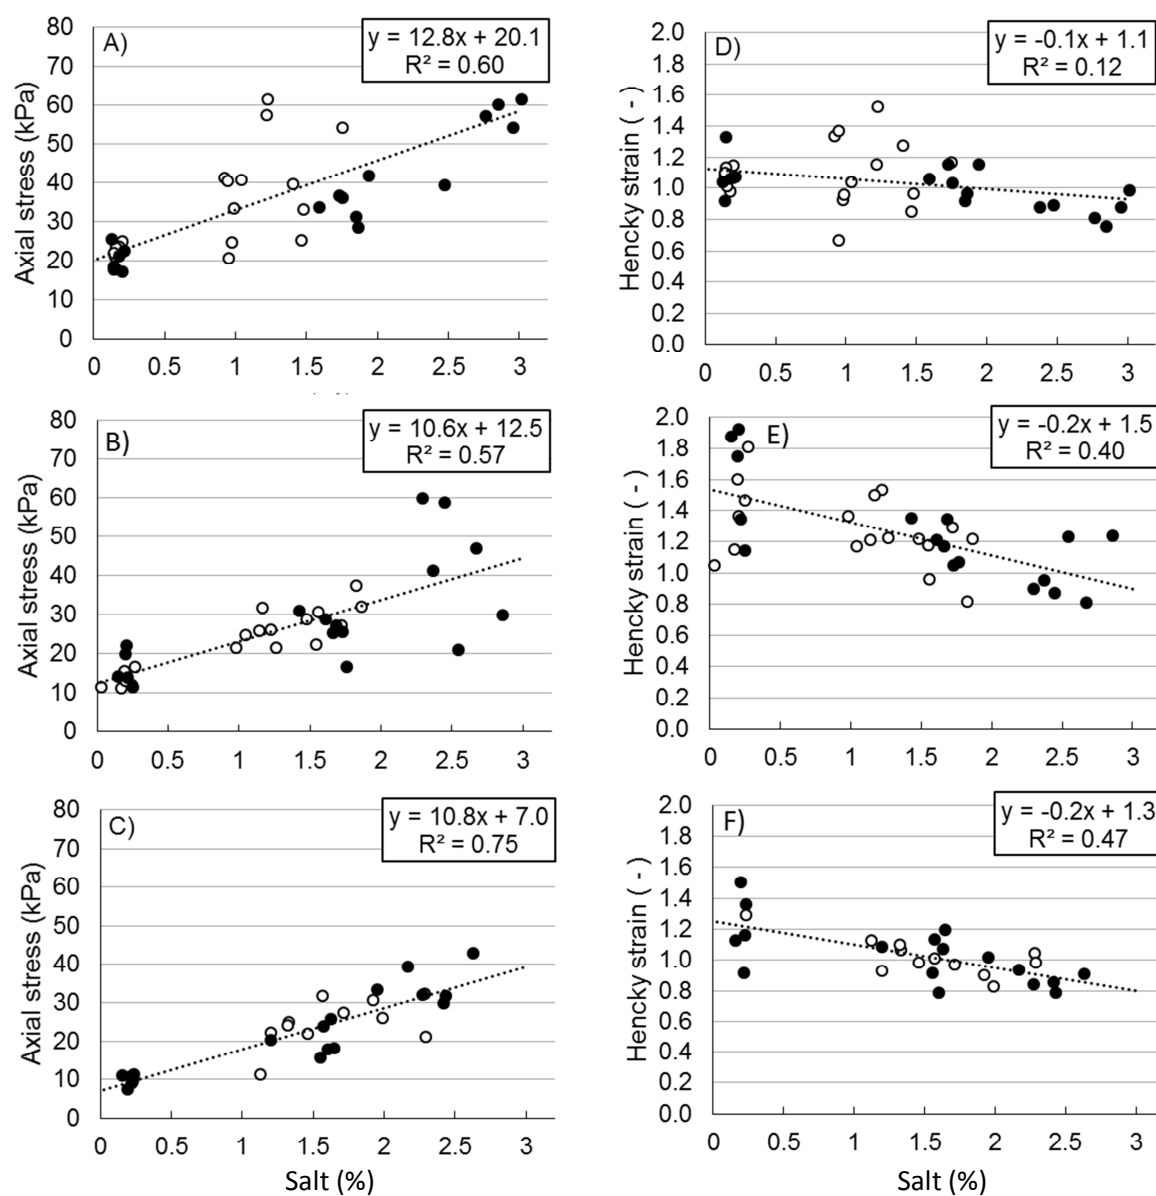 A)
y = 12.8x + 20.1
R² = 0.60
Axial stress (kPa)
80
70
60
50
40
30
20
10
0
0 0.5 1 1.5 2 2.5 3
D)
y = -0.1x + 1.1
R² = 0.12
Hencky strain ( - )
2.0
1.8
1.6
1.4
1.2
1.0
0.8
0.6
0.4
0.2
0.0
0 0.5 1 1.5 2 2.5 3
B)
y = 10.6x + 12.5
R² = 0.57
Axial stress (kPa)
80
70
60
50
40
30
20
10
0
0 0.5 1 1.5 2 2.5 3
E)
y = -0.2x + 1.5
R² = 0.40
Hencky strain ( - )
2.0
1.8
1.6
1.4
1.2
1.0
0.8
0.6
0.4
0.2
0.0
0 0.5 1 1.5 2 2.5 3
C)
y = 10.8x + 7.0
R² = 0.75
Axial stress (kPa)
80
70
60
50
40
30
20
10
0
0 0.5 1 1.5 2 2.5 3
Salt (%)
F)
y = -0.2x + 1.3
R² = 0.47
Hencky strain ( - )
2.0
1.8
1.6
1.4
1.2
1.0
0.8
0.6
0.4
0.2
0.0
0 0.5 1 1.5 2 2.5 3
Salt (%)